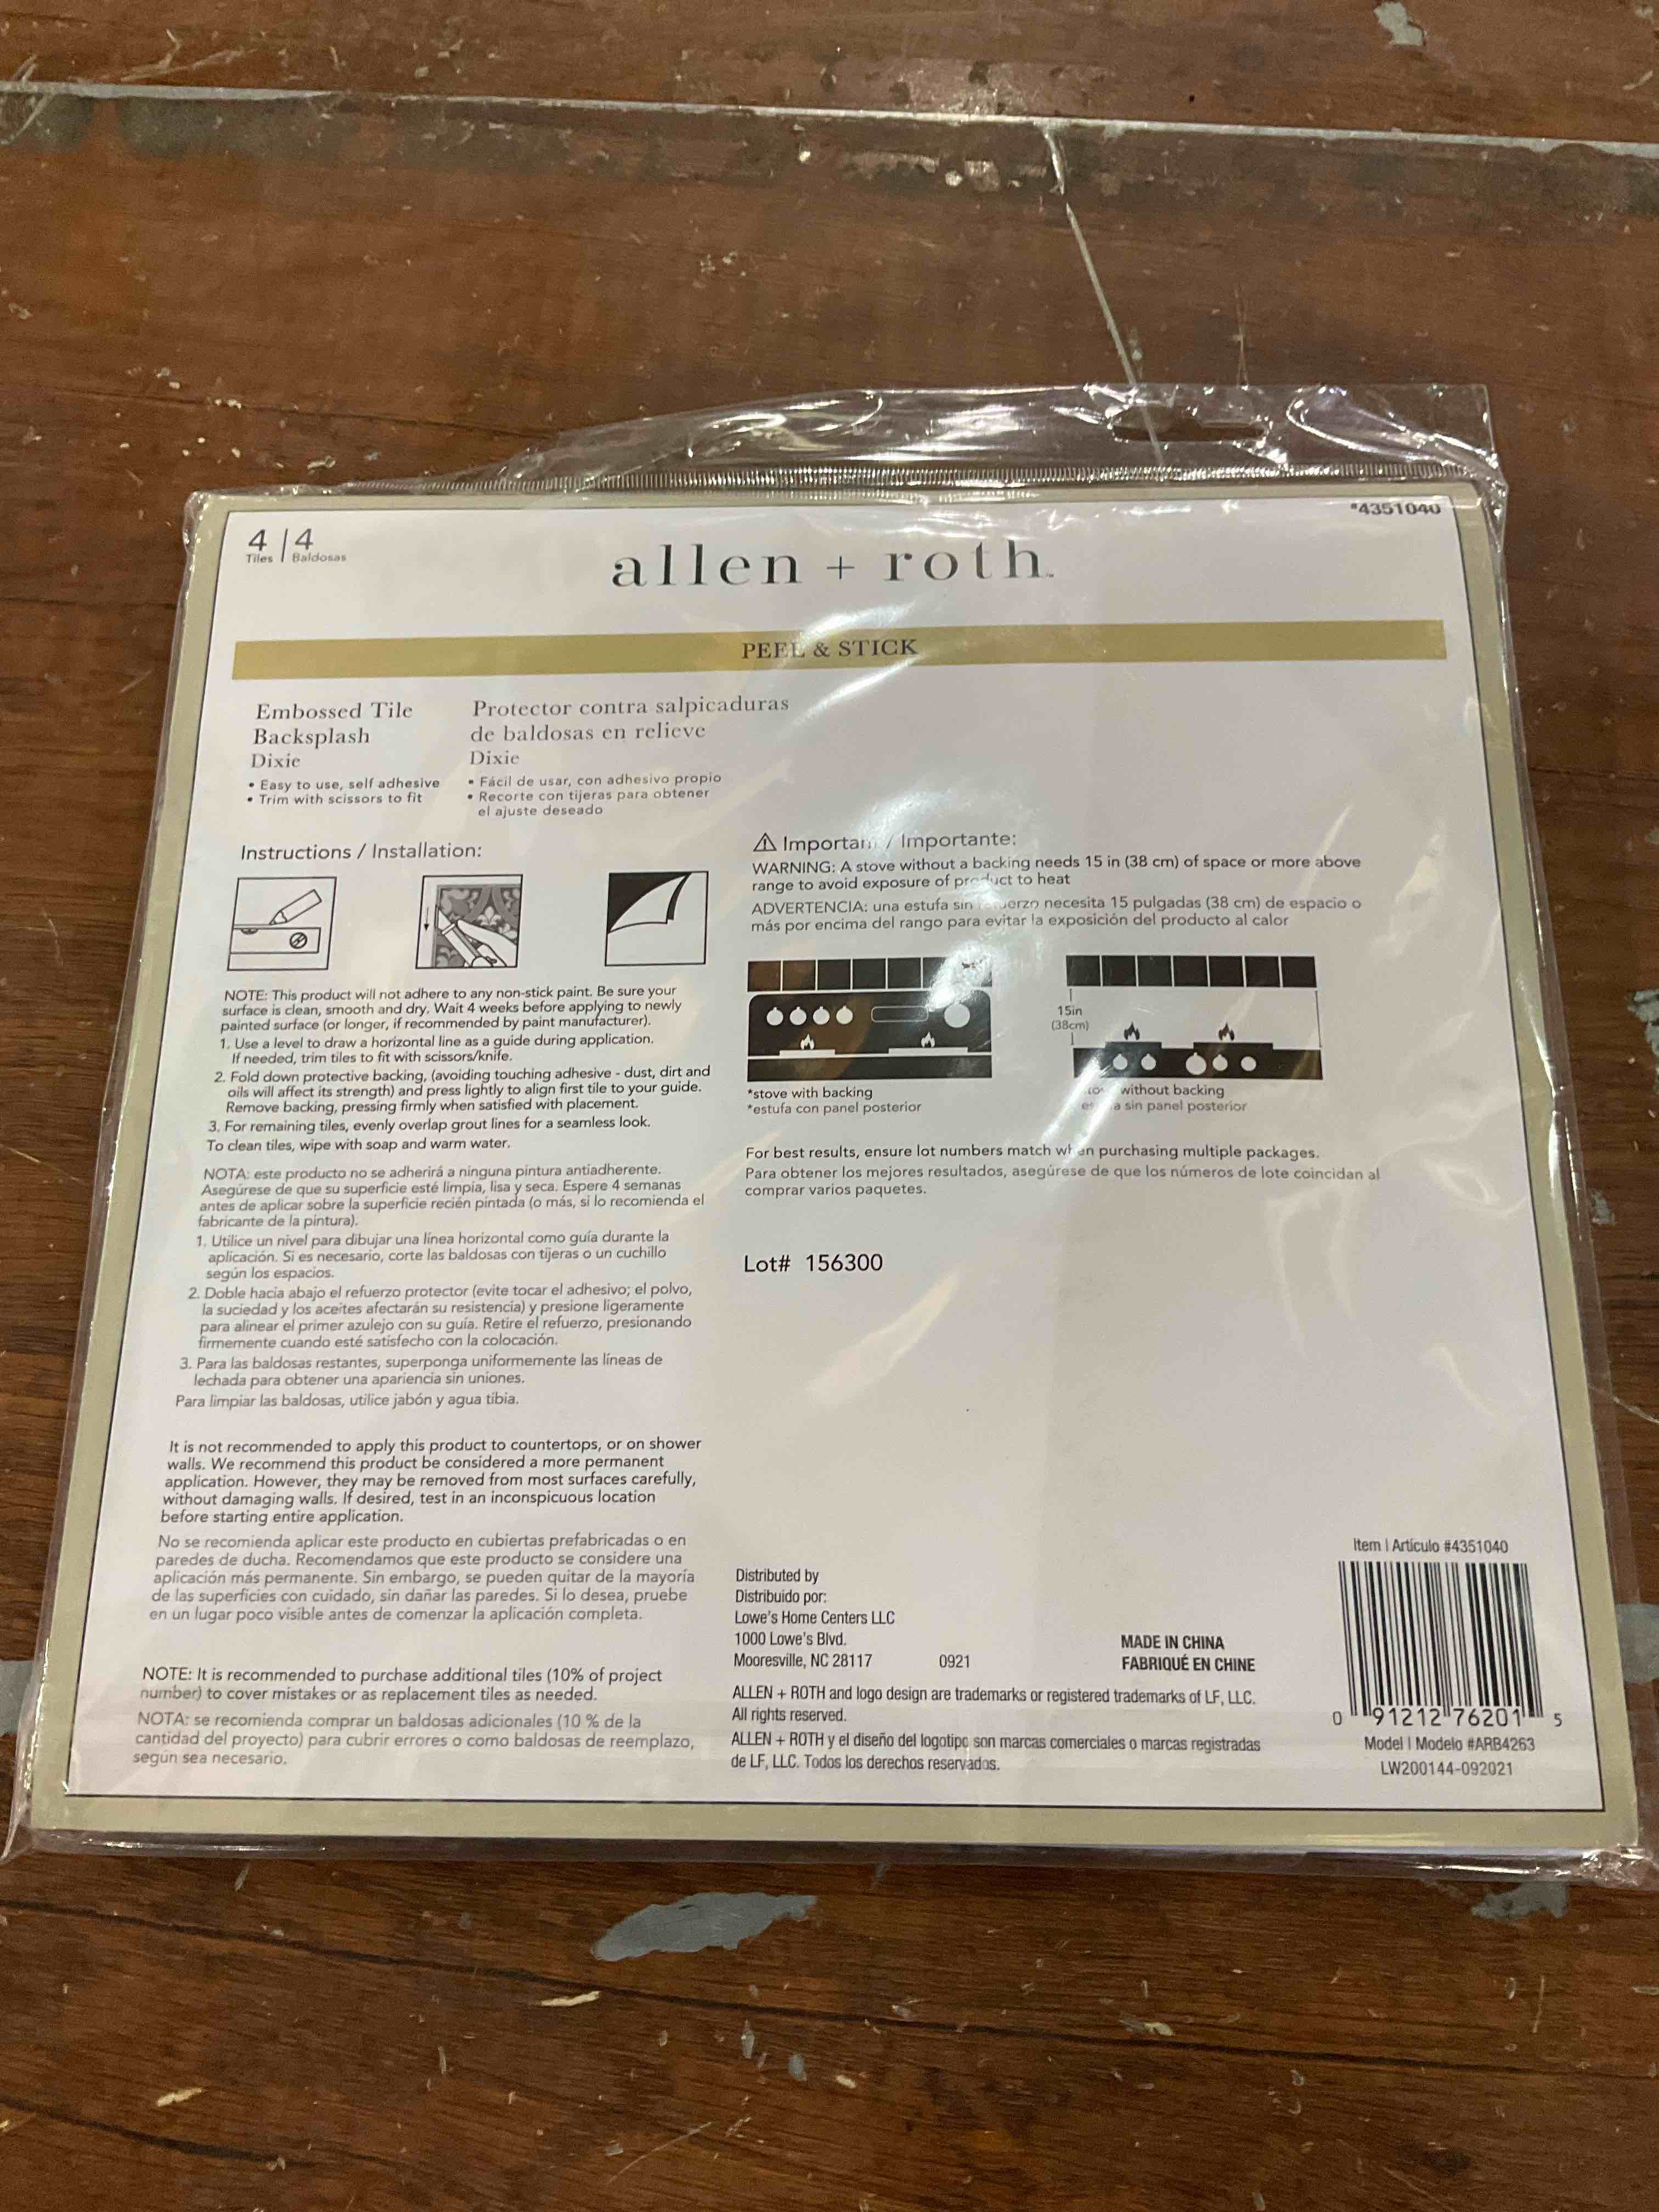 #4351040
4 | 4
Tiles | Baldosas
allen + roth™
PEEL & STICK
Embossed Tile
Backsplash
Dixie
• Easy to use, self adhesive
• Trim with scissors to fit
Protector contra salpicaduras
de baldosas en relieve
Dixie
• Fácil de usar, con adhesivo propio
• Recorte con tijeras para obtener
el ajuste deseado
Instructions / Installation:
NOTE: This product will not adhere to any non-stick paint. Be sure your
surface is clean, smooth and dry. Wait 4 weeks before applying to newly
painted surface (or longer, if recommended by paint manufacturer).
1. Use a level to draw a horizontal line as a guide during application.
If needed, trim tiles to fit with scissors/knife.
2. Fold down protective backing, (avoiding touching adhesive - dust, dirt and
oils will affect its strength) and press lightly to align first tile to your guide.
Remove backing, pressing firmly when satisfied with placement.
3. For remaining tiles, evenly overlap grout lines for a seamless look.
To clean tiles, wipe with soap and warm water.
NOTA: este producto no se adherirá a ninguna pintura antiadherente.
Asegúrese de que su superficie esté limpia, lisa y seca. Espere 4 semanas
antes de aplicar sobre la superficie recién pintada (o más, si lo recomienda el
fabricante de la pintura).
1. Utilice un nivel para dibujar una línea horizontal como guía durante la
aplicación. Si es necesario, corte las baldosas con tijeras o un cuchillo
según los espacios.
2. Doble hacia abajo el refuerzo protector (evite tocar el adhesivo; el polvo,
la suciedad y los aceites afectarán su resistencia) y presione ligeramente
para alinear el primer azulejo con su guía. Retire el refuerzo, presionando
firmemente cuando esté satisfecho con la colocación.
3. Para las baldosas restantes, superponga uniformemente las líneas de
lechada para obtener una apariencia sin uniones.
Para limpiar las baldosas, utilice jabón y agua tibia.
It is not recommended to apply this product to countertops, or on shower
walls. We recommend this product be considered a more permanent
application. However, they may be removed from most surfaces carefully,
without damaging walls. If desired, test in an inconspicuous location
before starting entire application.
No se recomienda aplicar este producto en cubiertas prefabricadas o en
paredes de ducha. Recomendamos que este producto se considere una
aplicación más permanente. Sin embargo, se pueden quitar de la mayoría
de las superficies con cuidado, sin dañar las paredes. Si lo desea, pruebe
en un lugar poco visible antes de comenzar la aplicación completa.
NOTE: It is recommended to purchase additional tiles (10% of project
number) to cover mistakes or as replacement tiles as needed.
NOTA: se recomienda comprar un baldosas adicionales (10 % de la
cantidad del proyecto) para cubrir errores o como baldosas de reemplazo,
según sea necesario.
⚠ Important / Importante:
WARNING: A stove without a backing needs 15 in (38 cm) of space or more above
range to avoid exposure of product to heat
ADVERTENCIA: una estufa sin refuerzo necesita 15 pulgadas (38 cm) de espacio o
más por encima del rango para evitar la exposición del producto al calor
15in
(38cm)
*stove with backing
*estufa con panel posterior
without backing
sin panel posterior
For best results, ensure lot numbers match when purchasing multiple packages.
Para obtener los mejores resultados, asegúrese de que los números de lote coincidan al
comprar varios paquetes.
Lot# 156300
Distributed by
Distribuido por:
Lowe's Home Centers LLC
1000 Lowe's Blvd.
Mooresville, NC 28117
0921
MADE IN CHINA
FABRIQUÉ EN CHINE
ALLEN + ROTH and logo design are trademarks or registered trademarks of LF, LLC.
All rights reserved.
ALLEN + ROTH y el diseño del logotipo son marcas comerciales o marcas registradas
de LF, LLC. Todos los derechos reservados.
Item | Artículo #4351040
0 91212 76201 5
Model | Modelo #ARB4263
LW200144-092021